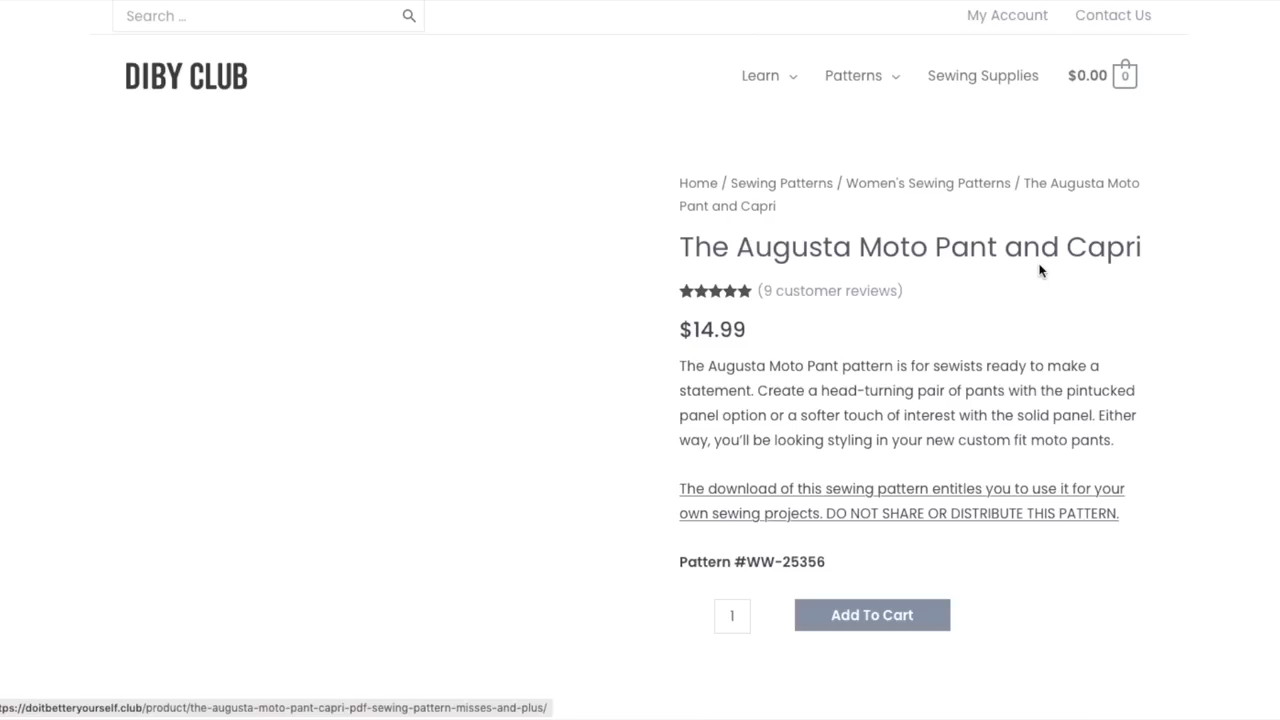 Search ...
My Account
Contact Us
DIBY CLUB
Learn
Patterns
Sewing Supplies
$0.00
0
Home / Sewing Patterns / Women's Sewing Patterns / The Augusta Moto
Pant and Capri
The Augusta Moto Pant and Capri
(9 customer reviews)
$14.99
The Augusta Moto Pant pattern is for sewists ready to make a
statement. Create a head-turning pair of pants with the pintucked
panel option or a softer touch of interest with the solid panel. Either
way, you'll be looking styling in your new custom fit moto pants.
The download of this sewing pattern entitles you to use it for your
own sewing projects. DO NOT SHARE OR DISTRIBUTE THIS PATTERN.
Pattern #WW-25356
1
Add To Cart
tps://doitbetteryourself.club/product/the-augusta-moto-pant-capri-pdf-sewing-pattern-misses-and-plus/